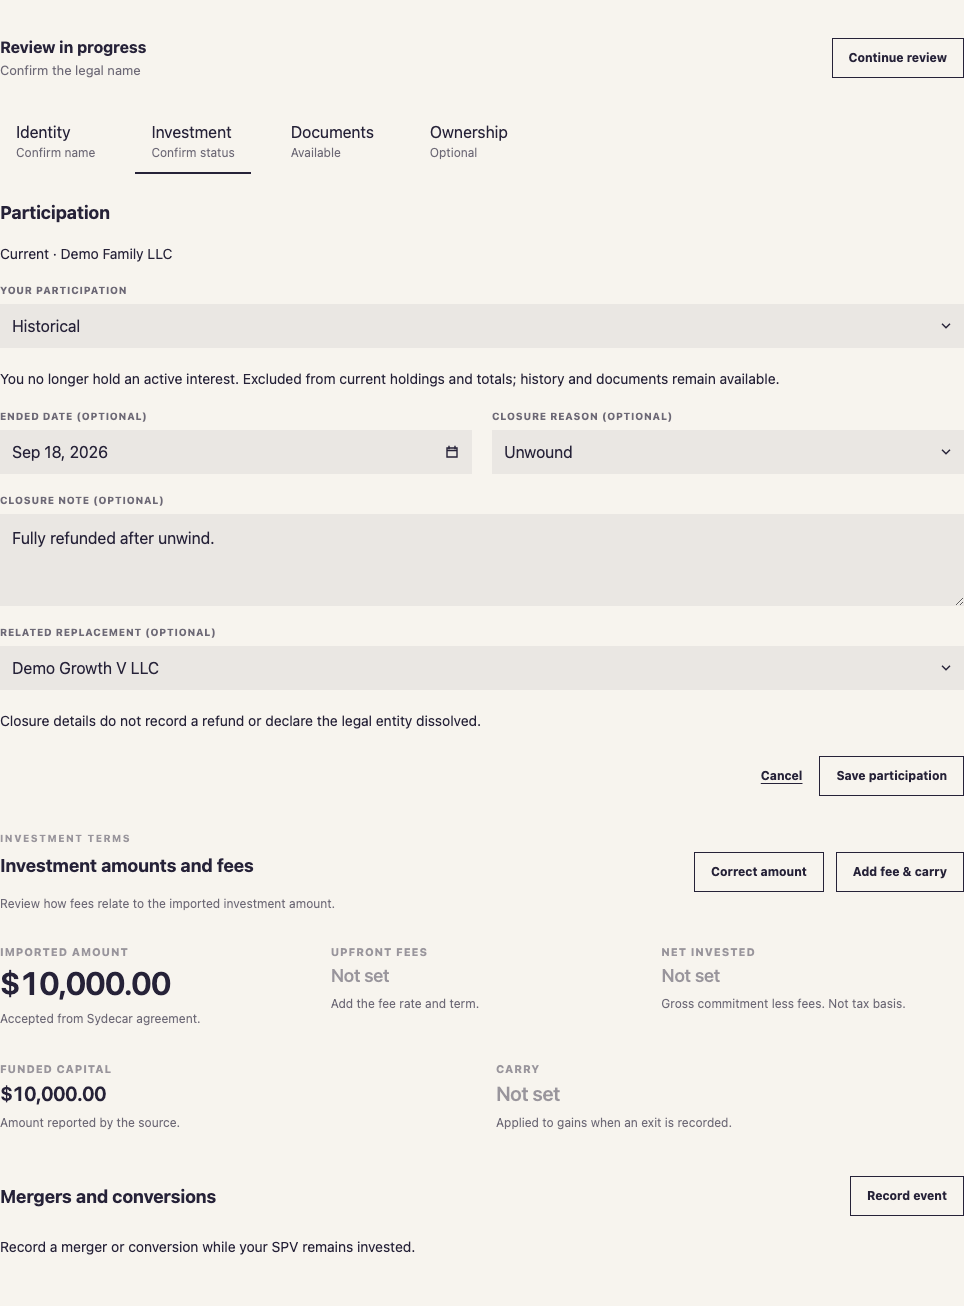 Review in progress
Confirm the legal name
Continue review
Identity
Confirm name
Investment
Confirm status
Documents
Available
Ownership
Optional
Participation
Current · Demo Family LLC
YOUR PARTICIPATION
Historical
You no longer hold an active interest. Excluded from current holdings and totals; history and documents remain available.
ENDED DATE (OPTIONAL)
Sep 18, 2026
CLOSURE REASON (OPTIONAL)
Unwound
CLOSURE NOTE (OPTIONAL)
Fully refunded after unwind.
RELATED REPLACEMENT (OPTIONAL)
Demo Growth V LLC
Closure details do not record a refund or declare the legal entity dissolved.
Cancel
Save participation
INVESTMENT TERMS
Investment amounts and fees
Review how fees relate to the imported investment amount.
Correct amount
Add fee & carry
IMPORTED AMOUNT
$10,000.00
Accepted from Sydecar agreement.
UPFRONT FEES
Not set
Add the fee rate and term.
NET INVESTED
Not set
Gross commitment less fees. Not tax basis.
FUNDED CAPITAL
$10,000.00
Amount reported by the source.
CARRY
Not set
Applied to gains when an exit is recorded.
Mergers and conversions
Record event
Record a merger or conversion while your SPV remains invested.